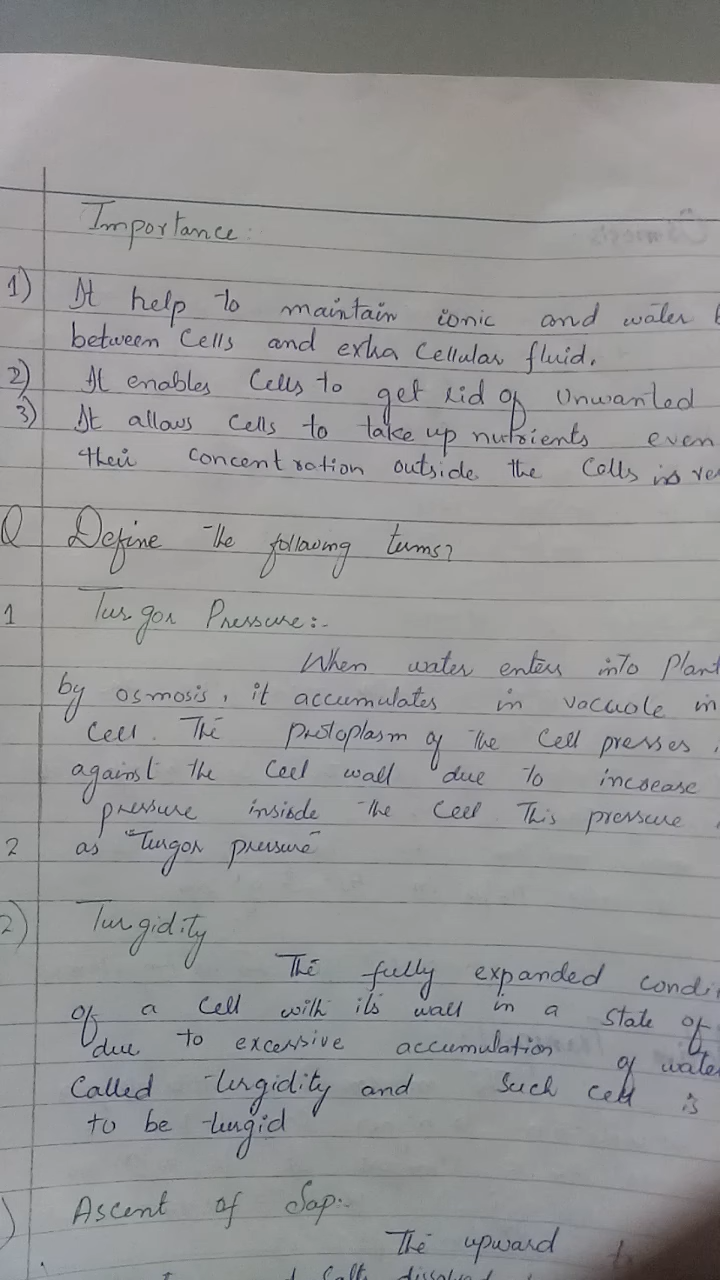 Importance:
1) It help to maintain ionic and water
between Cells and extra Cellular fluid.
2) It enables Cells to get rid of Unwanted
3) It allows Cells to take up nutrients even
their concentration outside the Cells is
Q Define the following terms?
1 Turgor Pressure:-
When water enters into Plant
by osmosis, it accumulates in vacuole in
Cell. The protoplasm of the Cell presses
against the Cell wall due to increase
pressure inside the Cell This pressure
2 as "Turgor pressure"
2) Turgidity
The fully expanded condi
of a Cell with its wall in a state of
due to excessive accumulation of water
Called turgidity and such cell is
to be turgid
) Ascent of Sap:-
The upward